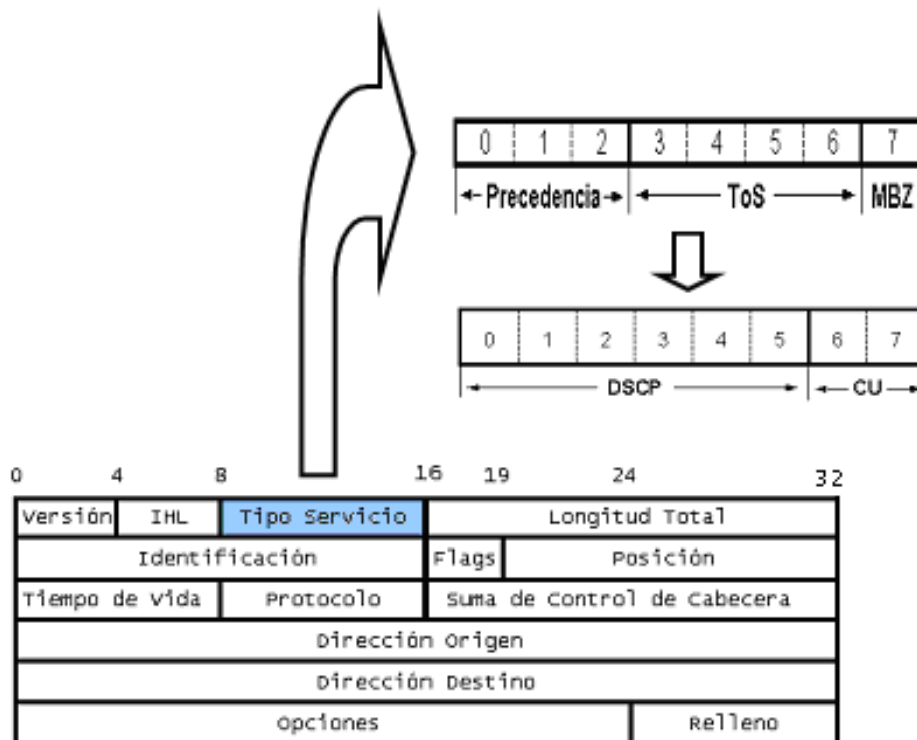 0 1 2 3 4 5 6 7
Precedencia ToS MBZ
0 1 2 3 4 5 6 7
DSCP CU
0 4 8 16 19 24 32
Versión IHL Tipo Servicio Longitud Total
Identificación Flags Posición
Tiempo de Vida Protocolo Suma de Control de Cabecera
Dirección Origen
Dirección Destino
Opciones Relleno